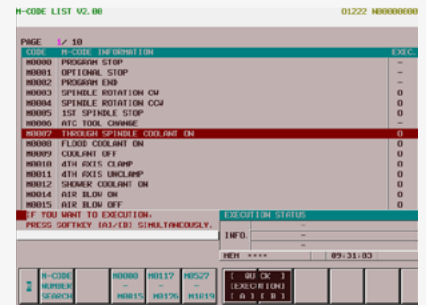 M-CODE LIST V2.00 O1222 N00000000
PAGE 1/ 10
CODE M-CODE INFORMATION EXEC.
M0000 PROGRAM STOP -
M0001 OPTIONAL STOP -
M0002 PROGRAM END -
M0003 SPINDLE ROTATION CW O
M0004 SPINDLE ROTATION CCW O
M0005 1ST SPINDLE STOP O
M0006 ATC TOOL CHANGE -
M0007 THROUGH SPINDLE COOLANT ON O
M0008 FLOOD COOLANT ON O
M0009 COOLANT OFF O
M0010 4TH AXIS CLAMP O
M0011 4TH AXIS UNCLAMP O
M0012 SHOWER COOLANT ON O
M0014 AIR BLOW ON O
M0015 AIR BLOW OFF O
IF YOU WANT TO EXECUTION,
PRESS SOFTKEY [A]/[B] SIMULTANEOUSLY.
EXECUTION STATUS
-
INFO. -
-
MEM *** 09:31:03
M-CODE NUMBER SEARCH
M0000 - M0015
M0117 - M0176
M0527 - M1019
[ QUICK ]
[EXECUTION]
[ A ] [ B ]